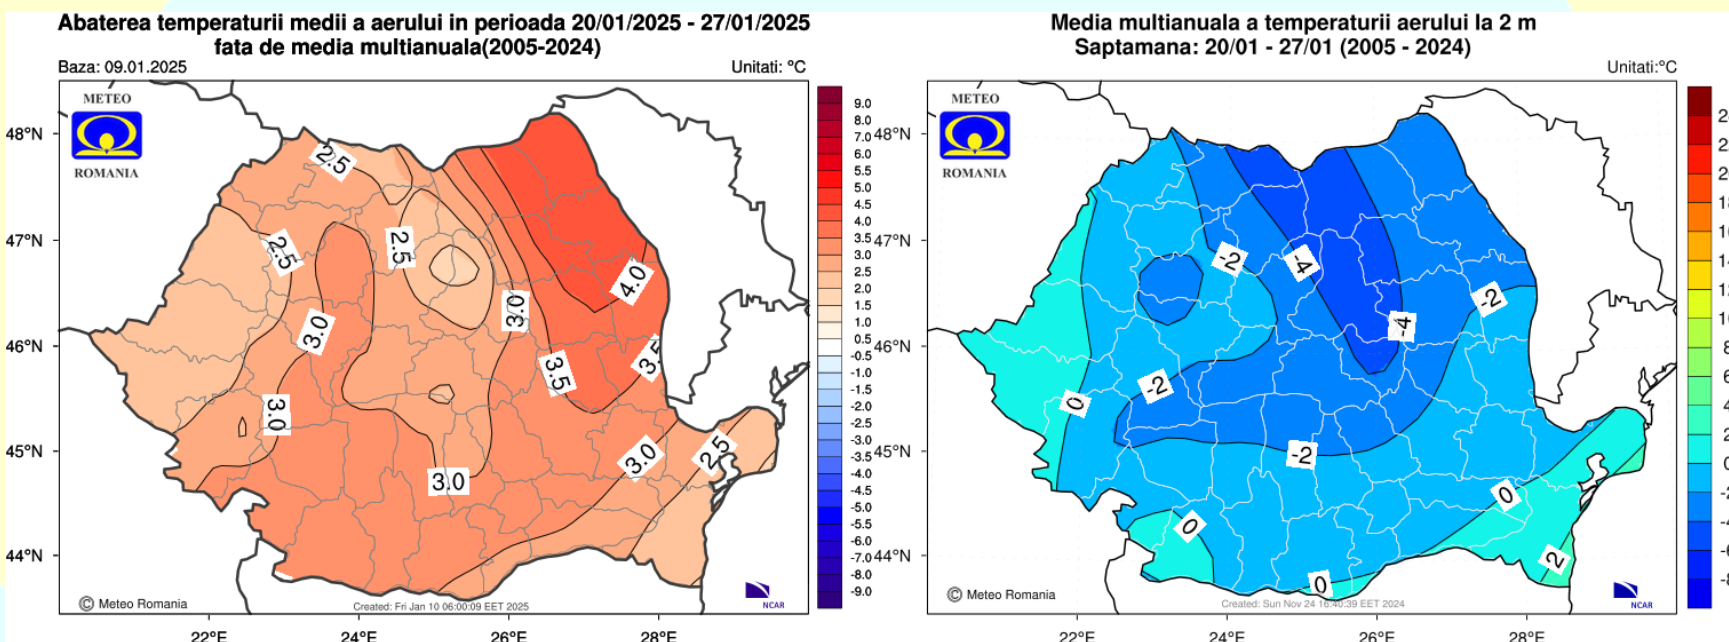 Abaterea temperaturii medii a aerului in perioada 20/01/2025 - 27/01/2025
fata de media multianuala(2005-2024)
Baza: 09.01.2025
Unitati: °C
METEO
ROMANIA
48°N
47°N
46°N
45°N
44°N
22°E
24°E
26°E
28°E
2.5
2.5
2.5
3.0
3.0
4.0
3.5
3.5
3.0
3.0
3.0
2.5
9.0
8.0
7.0
6.0
5.5
5.0
4.5
4.0
3.5
3.0
2.5
2.0
1.5
1.0
0.5
-0.5
-1.0
-1.5
-2.0
-2.5
-3.0
-3.5
-4.0
-4.5
-5.0
-5.5
-6.0
-7.0
-8.0
-9.0
© Meteo Romania
Created: Fri Jan 10 06:00:09 EET 2025
NCAR
Media multianuala a temperaturii aerului la 2 m
Saptamana: 20/01 - 27/01 (2005 - 2024)
Unitati:°C
METEO
ROMANIA
48°N
47°N
46°N
45°N
44°N
22°E
24°E
26°E
28°E
-2
-4
-2
-4
-2
0
-2
0
0
2
0
8
6
4
2
0
-2
-4
-6
-8
© Meteo Romania
Created: Sun Nov 24 16:40:39 EET 2024
NCAR